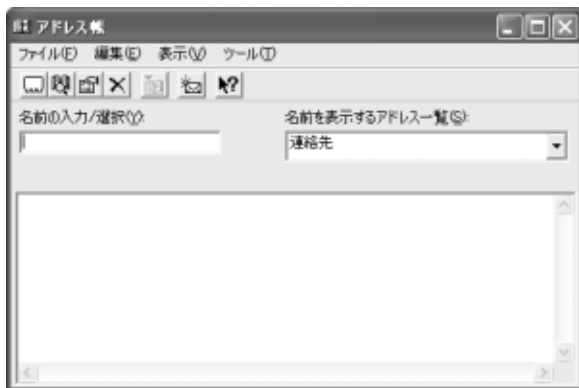 アドレス帳
ファイル(F) 編集(E) 表示(V) ツール(T)
名前の入力/選択(Y):
名前を表示するアドレス一覧(S):
連絡先